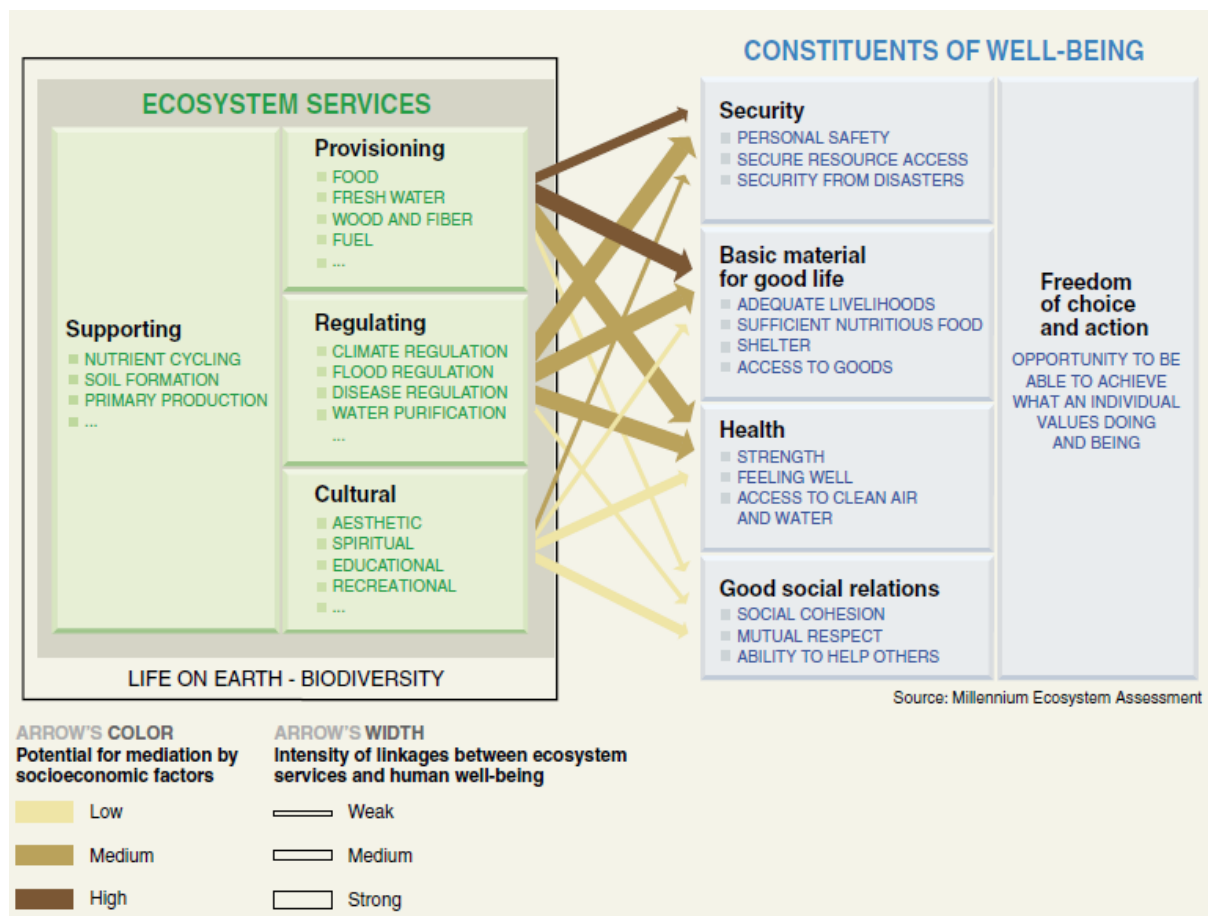 CONSTITUENTS OF WELL-BEING
ECOSYSTEM SERVICES
Supporting
NUTRIENT CYCLING
SOIL FORMATION
PRIMARY PRODUCTION
...
Provisioning
FOOD
FRESH WATER
WOOD AND FIBER
FUEL
...
Regulating
CLIMATE REGULATION
FLOOD REGULATION
DISEASE REGULATION
WATER PURIFICATION
...
Cultural
AESTHETIC
SPIRITUAL
EDUCATIONAL
RECREATIONAL
...
LIFE ON EARTH - BIODIVERSITY
Security
PERSONAL SAFETY
SECURE RESOURCE ACCESS
SECURITY FROM DISASTERS
Basic material
for good life
ADEQUATE LIVELIHOODS
SUFFICIENT NUTRITIOUS FOOD
SHELTER
ACCESS TO GOODS
Health
STRENGTH
FEELING WELL
ACCESS TO CLEAN AIR
AND WATER
Good social relations
SOCIAL COHESION
MUTUAL RESPECT
ABILITY TO HELP OTHERS
Freedom
of choice
and action
OPPORTUNITY TO BE
ABLE TO ACHIEVE
WHAT AN INDIVIDUAL
VALUES DOING
AND BEING
Source: Millennium Ecosystem Assessment
ARROW'S COLOR
Potential for mediation by
socioeconomic factors
Low
Medium
High
ARROW'S WIDTH
Intensity of linkages between ecosystem
services and human well-being
Weak
Medium
Strong